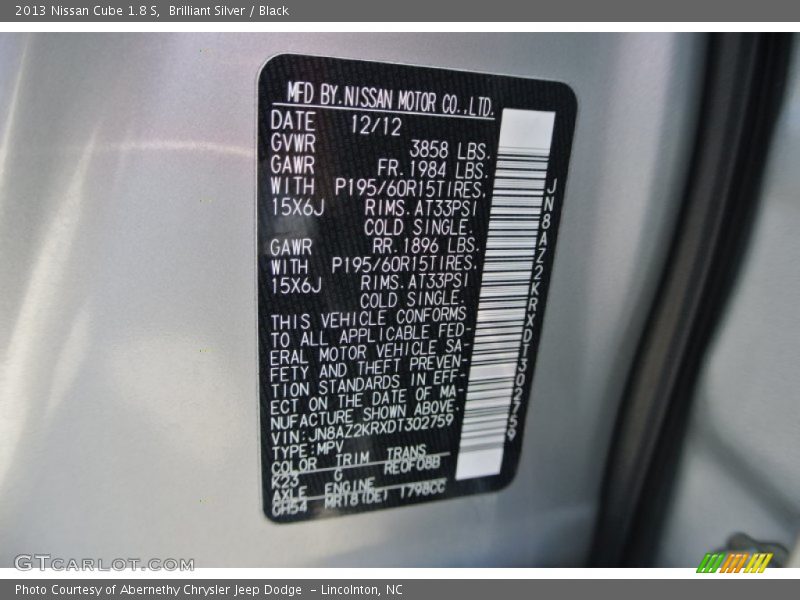 2013 Nissan Cube 1.8 S, Brilliant Silver / Black
MFD BY.NISSAN MOTOR CO.,LTD.
DATE 12/12
GVWR 3858 LBS.
GAWR FR.1984 LBS.
WITH P195/60R15TIRES.
15X6J RIMS.AT33PSI
COLD SINGLE.
GAWR RR.1896 LBS.
WITH P195/60R15TIRES.
15X6J RIMS.AT33PSI
COLD SINGLE.
THIS VEHICLE CONFORMS
TO ALL APPLICABLE FED-
ERAL MOTOR VEHICLE SA-
FETY AND THEFT PREVEN-
TION STANDARDS IN EFF-
ECT ON THE DATE OF MA-
NUFACTURE SHOWN ABOVE.
VIN:JN8AZ2KRXDT302759
TYPE:MPV
COLOR TRIM TRANS
K23 G RE0F08B
AXLE ENGINE
GH54 MR18(DE) 1798CC
JN8AZ2KRXDT302759
GTCarLot.com
Photo Courtesy of Abernethy Chrysler Jeep Dodge - Lincolnton, NC